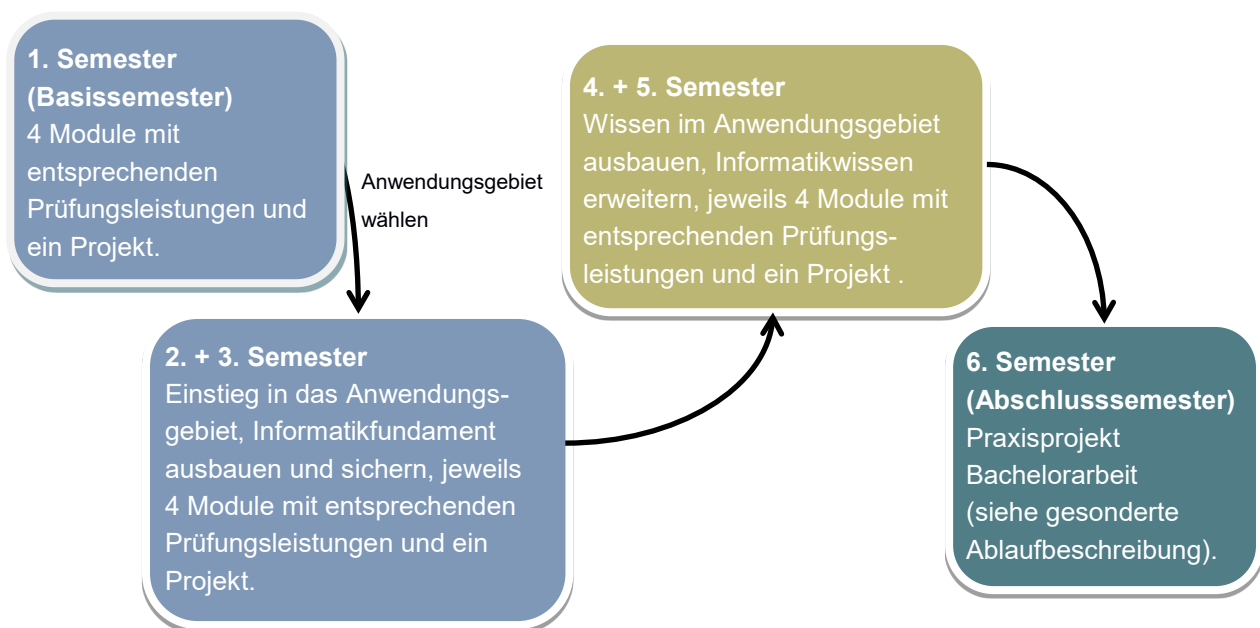 1. Semester
(Basissemester)
4 Module mit
entsprechenden
Prüfungsleistungen und
ein Projekt.
Anwendungsgebiet
wählen
2. + 3. Semester
Einstieg in das Anwendungs-
gebiet, Informatikfundament
ausbauen und sichern, jeweils
4 Module mit entsprechenden
Prüfungsleistungen und ein
Projekt.
4. + 5. Semester
Wissen im Anwendungsgebiet
ausbauen, Informatikwissen
erweitern, jeweils 4 Module mit
entsprechenden Prüfungs-
leistungen und ein Projekt .
6. Semester
(Abschlusssemester)
Praxisprojekt
Bachelorarbeit
(siehe gesonderte
Ablaufbeschreibung).